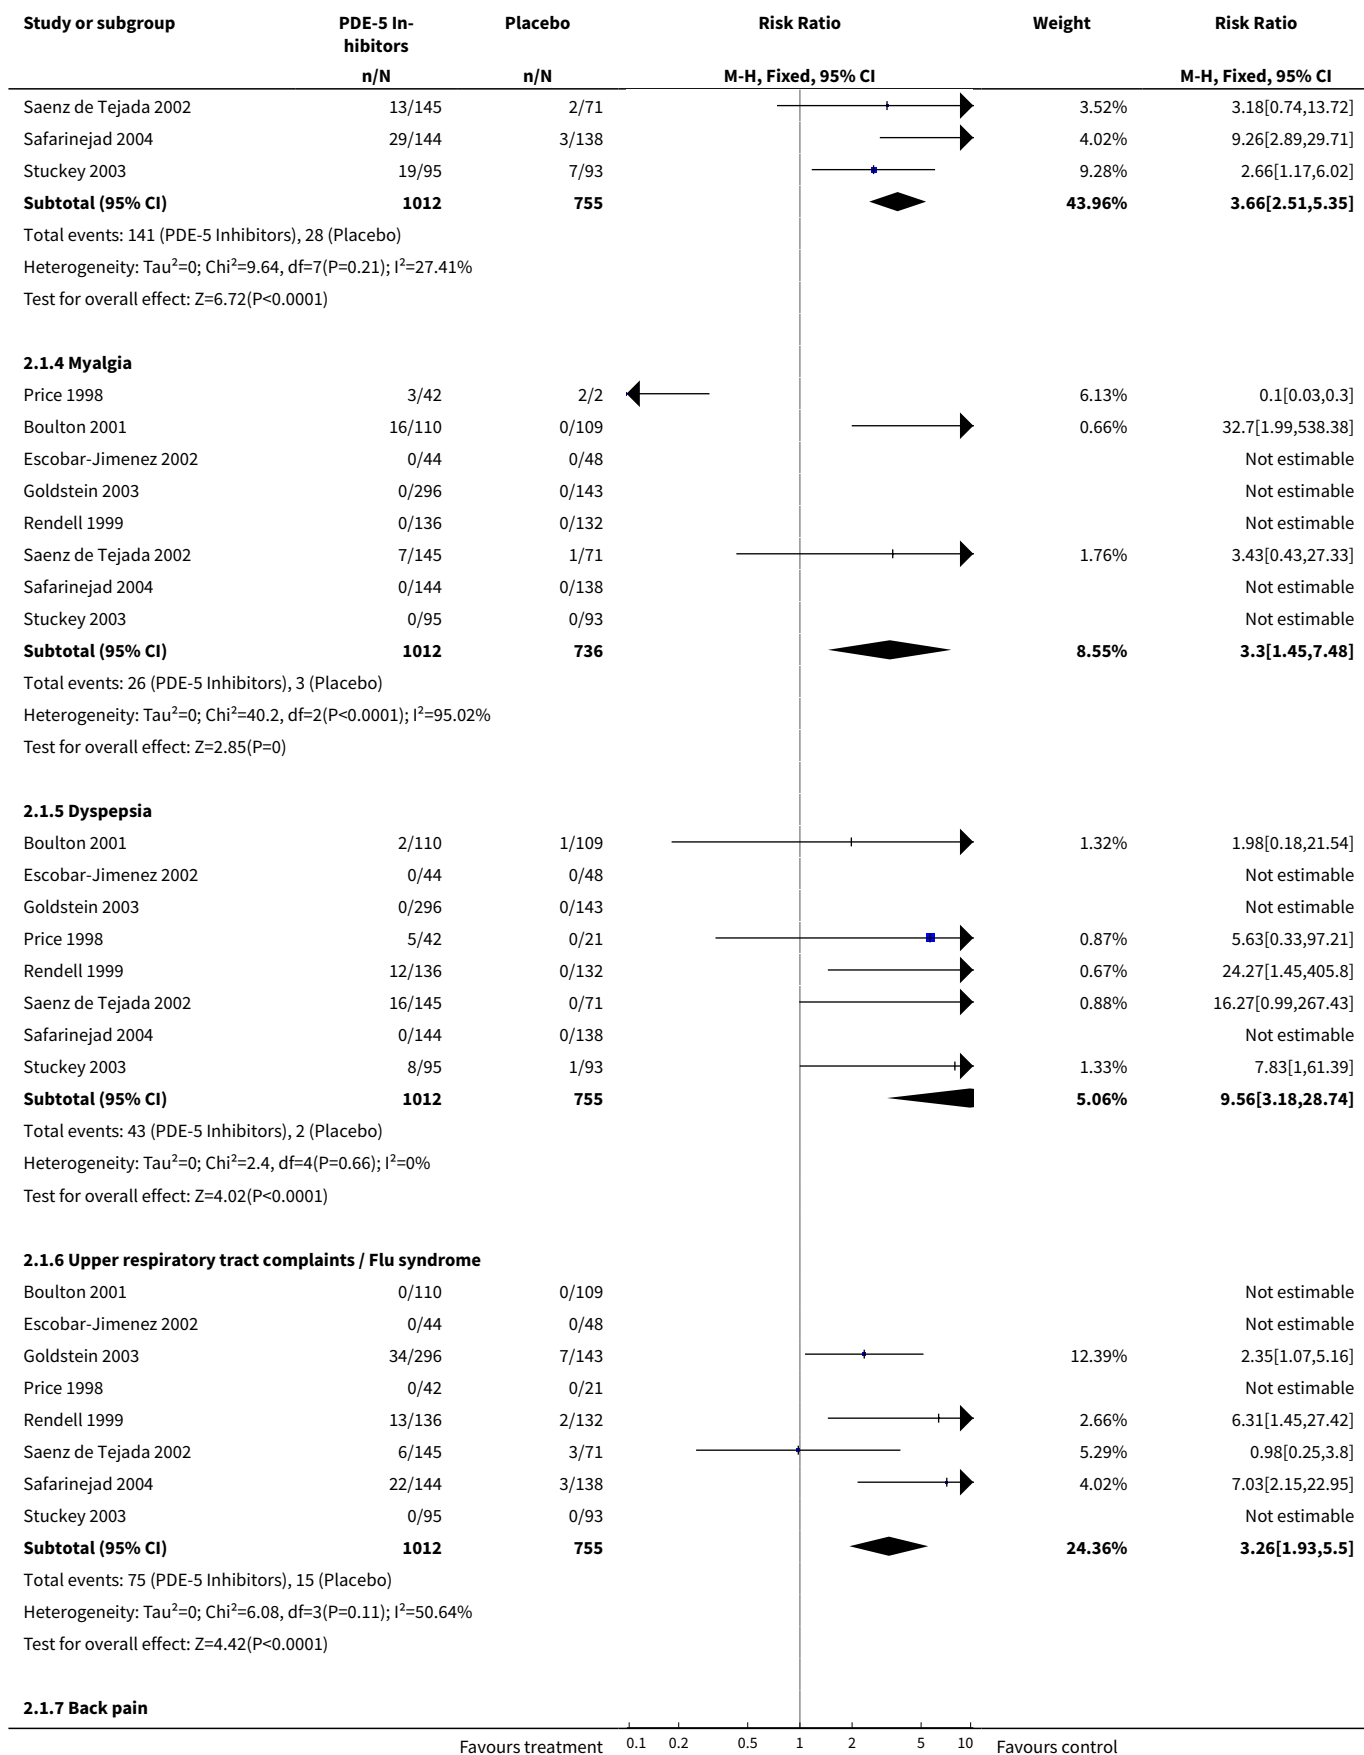 Study or subgroup PDE-5 In- Placebo Risk Ratio Weight Risk Ratio
hibitors
n/N n/N M-H, Fixed, 95% CI M-H, Fixed, 95% CI
Saenz de Tejada 2002 13/145 2/71 3.52% 3.18[0.74,13.72]
Safarinejad 2004 29/144 3/138 4.02% 9.26[2.89,29.71]
Stuckey 2003 19/95 7/93 9.28% 2.66[1.17,6.02]
Subtotal (95% CI) 1012 755 43.96% 3.66[2.51,5.35]
Total events: 141 (PDE-5 Inhibitors), 28 (Placebo)
Heterogeneity: Tau²=0; Chi²=9.64, df=7(P=0.21); I²=27.41%
Test for overall effect: Z=6.72(P<0.0001)
2.1.4 Myalgia
Price 1998 3/42 2/2 6.13% 0.1[0.03,0.3]
Boulton 2001 16/110 0/109 0.66% 32.7[1.99,538.38]
Escobar-Jimenez 2002 0/44 0/48 Not estimable
Goldstein 2003 0/296 0/143 Not estimable
Rendell 1999 0/136 0/132 Not estimable
Saenz de Tejada 2002 7/145 1/71 1.76% 3.43[0.43,27.33]
Safarinejad 2004 0/144 0/138 Not estimable
Stuckey 2003 0/95 0/93 Not estimable
Subtotal (95% CI) 1012 736 8.55% 3.3[1.45,7.48]
Total events: 26 (PDE-5 Inhibitors), 3 (Placebo)
Heterogeneity: Tau²=0; Chi²=40.2, df=2(P<0.0001); I²=95.02%
Test for overall effect: Z=2.85(P=0)
2.1.5 Dyspepsia
Boulton 2001 2/110 1/109 1.32% 1.98[0.18,21.54]
Escobar-Jimenez 2002 0/44 0/48 Not estimable
Goldstein 2003 0/296 0/143 Not estimable
Price 1998 5/42 0/21 0.87% 5.63[0.33,97.21]
Rendell 1999 12/136 0/132 0.67% 24.27[1.45,405.8]
Saenz de Tejada 2002 16/145 0/71 0.88% 16.27[0.99,267.43]
Safarinejad 2004 0/144 0/138 Not estimable
Stuckey 2003 8/95 1/93 1.33% 7.83[1,61.39]
Subtotal (95% CI) 1012 755 5.06% 9.56[3.18,28.74]
Total events: 43 (PDE-5 Inhibitors), 2 (Placebo)
Heterogeneity: Tau²=0; Chi²=2.4, df=4(P=0.66); I²=0%
Test for overall effect: Z=4.02(P<0.0001)
2.1.6 Upper respiratory tract complaints / Flu syndrome
Boulton 2001 0/110 0/109 Not estimable
Escobar-Jimenez 2002 0/44 0/48 Not estimable
Goldstein 2003 34/296 7/143 12.39% 2.35[1.07,5.16]
Price 1998 0/42 0/21 Not estimable
Rendell 1999 13/136 2/132 2.66% 6.31[1.45,27.42]
Saenz de Tejada 2002 6/145 3/71 5.29% 0.98[0.25,3.8]
Safarinejad 2004 22/144 3/138 4.02% 7.03[2.15,22.95]
Stuckey 2003 0/95 0/93 Not estimable
Subtotal (95% CI) 1012 755 24.36% 3.26[1.93,5.5]
Total events: 75 (PDE-5 Inhibitors), 15 (Placebo)
Heterogeneity: Tau²=0; Chi²=6.08, df=3(P=0.11); I²=50.64%
Test for overall effect: Z=4.42(P<0.0001)
2.1.7 Back pain
Favours treatment 0.1 0.2 0.5 1 2 5 10 Favours control